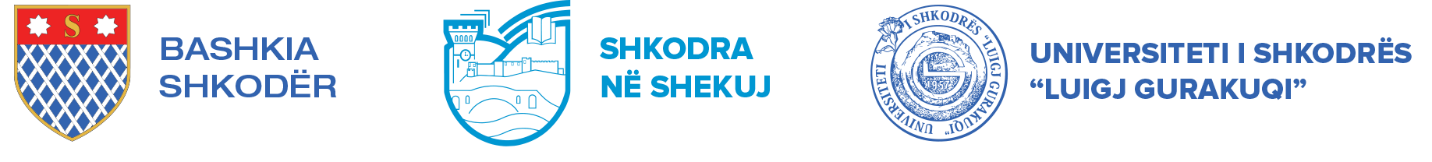 S
BASHKIA
SHKODËR
SHKODRA
NË SHEKUJ
UNIVERSITETI I SHKODRËS "LUIGJ GURAKUQI"
1957
UNIVERSITETI I SHKODRËS
“LUIGJ GURAKUQI”